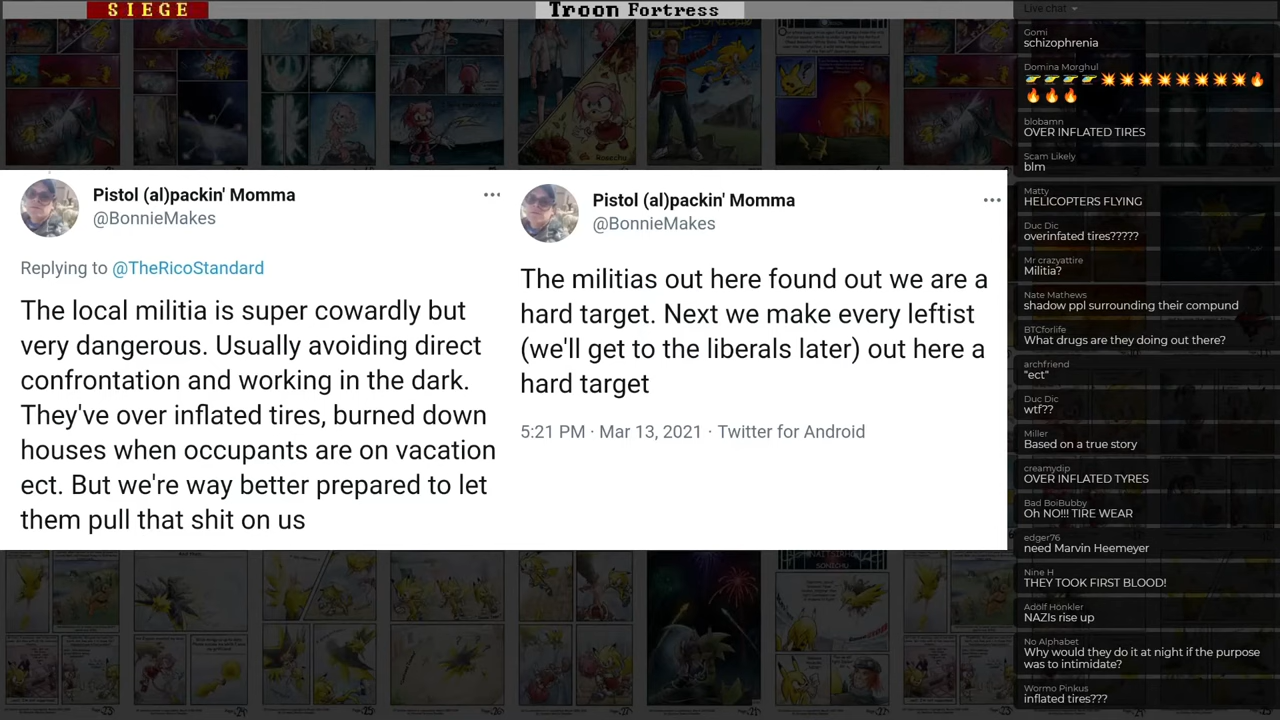 SIEGE
Troon Fortress
Live chat
Pistol (al)packin' Momma
@BonnieMakes
Replying to @TheRicoStandard
The local militia is super cowardly but
very dangerous. Usually avoiding direct
confrontation and working in the dark.
They've over inflated tires, burned down
houses when occupants are on vacation
ect. But we're way better prepared to let
them pull that shit on us
Pistol (al)packin' Momma
@BonnieMakes
The militias out here found out we are a
hard target. Next we make every leftist
(we'll get to the liberals later) out here a
hard target
5:21 PM · Mar 13, 2021 · Twitter for Android
Gomi
schizophrenia
Domina Mørghul
blobamn
OVER INFLATED TIRES
Scam Likely
blm
Matty
HELICOPTERS FLYING
Duc Dic
overinfated tires?????
Mr crazyattire
Militia?
Nate Mathews
shadow ppl surrounding their compund
BTCforlife
What drugs are they doing out there?
archfriend
"ect"
Duc Dic
wtf??
Miller
Based on a true story
creamydip
OVER INFLATED TYRES
Bad BoiBubby
Oh NO!!! TIRE WEAR
edger76
need Marvin Heemeyer
Nine H
THEY TOOK FIRST BLOOD!
Adolf Honkler
NAZIs rise up
No Alphabet
Why would they do it at night if the purpose
was to intimidate?
Wormo Pinkus
inflated tires???
Rosechu
SONICHU